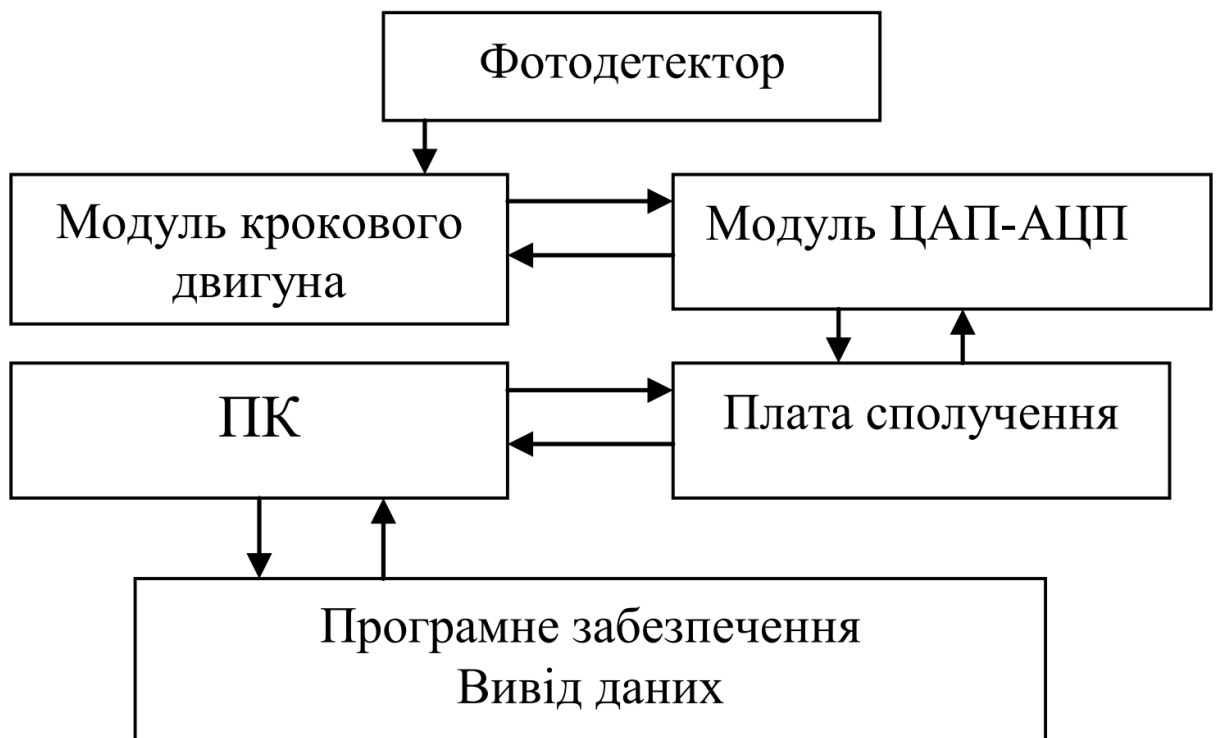 Фотодетектор
Модуль крокового
двигуна
Модуль ЦАП-АЦП
ПК
Плата сполучення
Програмне забезпечення
Вивід даних